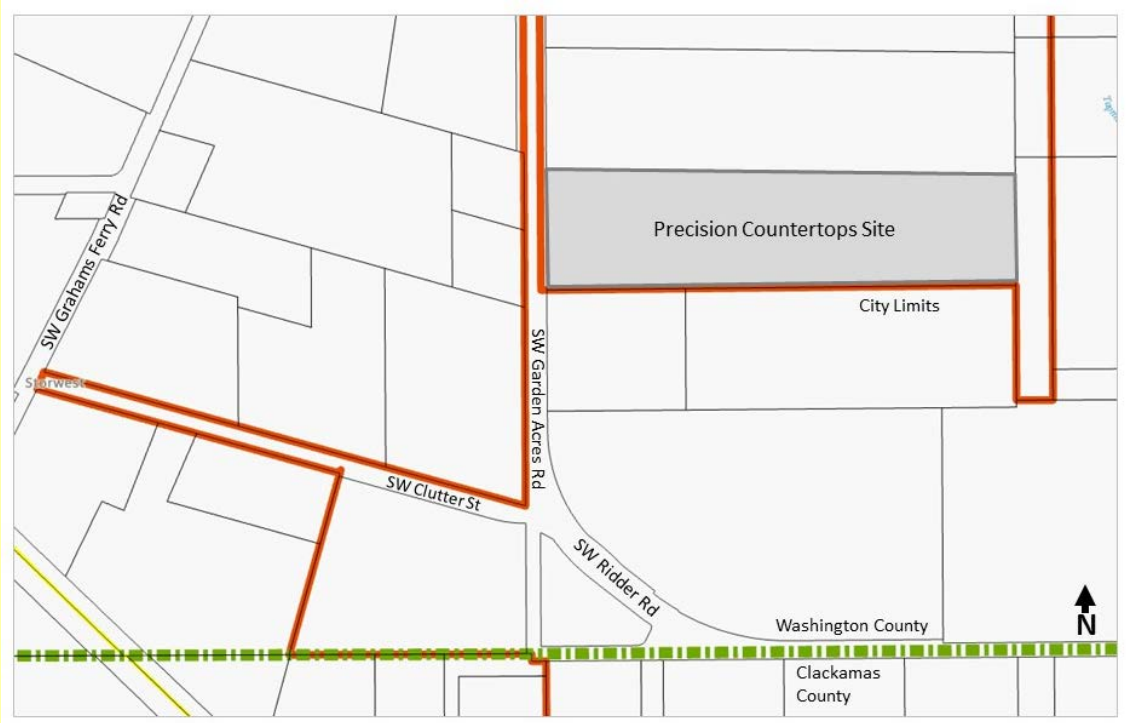 Precision Countertops Site
SW Grahams Ferry Rd
City Limits
SW Garden Acres Rd
Storwest
SW Clutter St
SW Ridder Rd
Washington County
N
Clackamas
County